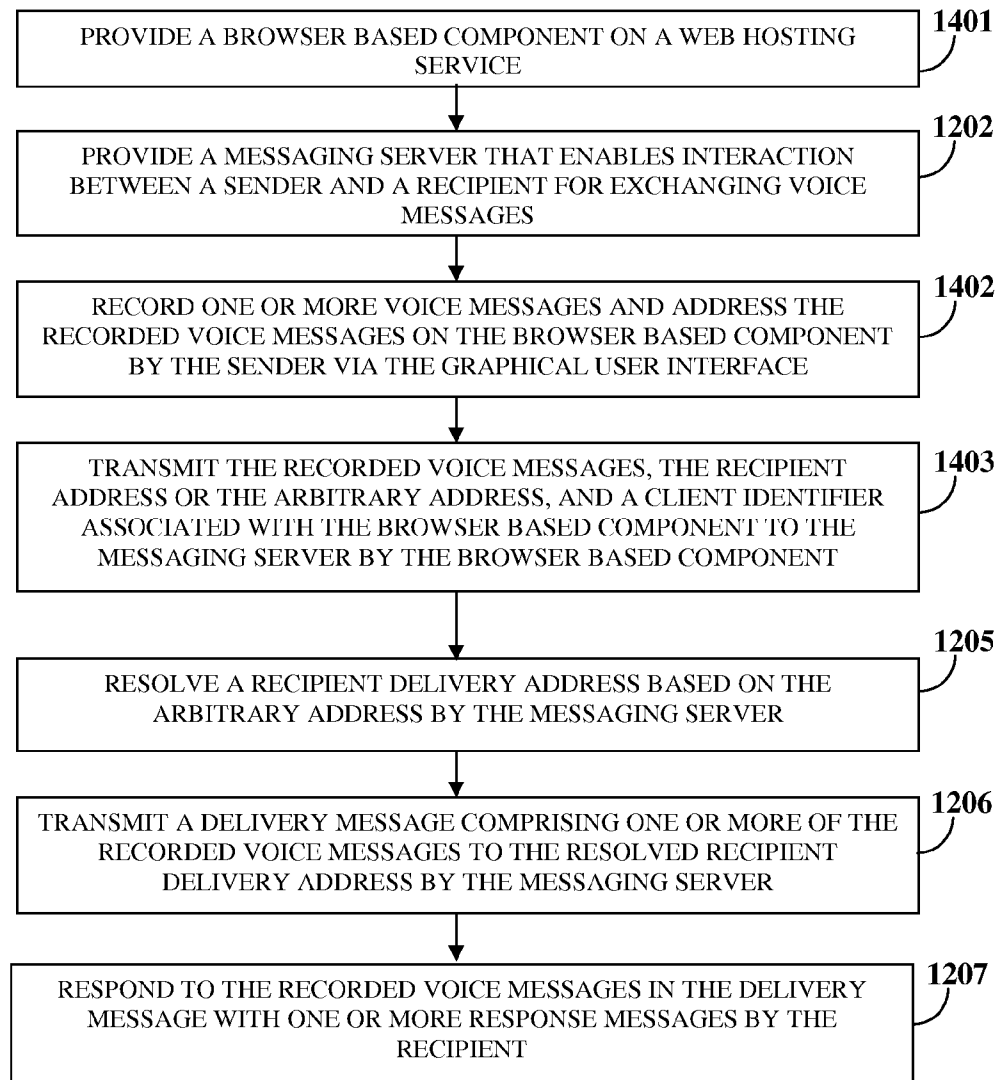 1401
PROVIDE A BROWSER BASED COMPONENT ON A WEB HOSTING
SERVICE
1202
PROVIDE A MESSAGING SERVER THAT ENABLES INTERACTION
BETWEEN A SENDER AND A RECIPIENT FOR EXCHANGING VOICE
MESSAGES
1402
RECORD ONE OR MORE VOICE MESSAGES AND ADDRESS THE
RECORDED VOICE MESSAGES ON THE BROWSER BASED COMPONENT
BY THE SENDER VIA THE GRAPHICAL USER INTERFACE
1403
TRANSMIT THE RECORDED VOICE MESSAGES, THE RECIPIENT
ADDRESS OR THE ARBITRARY ADDRESS, AND A CLIENT IDENTIFIER
ASSOCIATED WITH THE BROWSER BASED COMPONENT TO THE
MESSAGING SERVER BY THE BROWSER BASED COMPONENT
1205
RESOLVE A RECIPIENT DELIVERY ADDRESS BASED ON THE
ARBITRARY ADDRESS BY THE MESSAGING SERVER
1206
TRANSMIT A DELIVERY MESSAGE COMPRISING ONE OR MORE OF THE
RECORDED VOICE MESSAGES TO THE RESOLVED RECIPIENT
DELIVERY ADDRESS BY THE MESSAGING SERVER
1207
RESPOND TO THE RECORDED VOICE MESSAGES IN THE DELIVERY
MESSAGE WITH ONE OR MORE RESPONSE MESSAGES BY THE
RECIPIENT